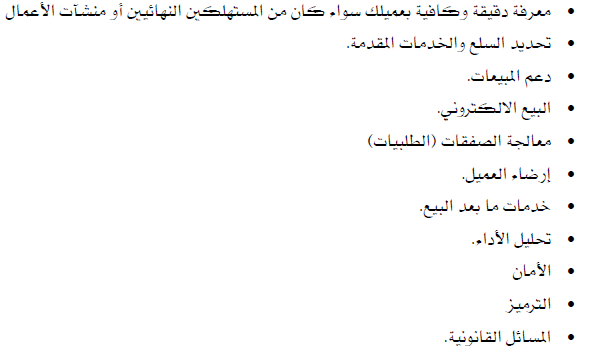 • معرفة دقيقة وكافية بعميلك سواء كان من المستهلكين النهائيين أو منشآت الأعمال
• تحديد السلع والخدمات المقدمة.
• دعم المبيعات.
• البيع الالكتروني.
• معالجة الصفقات (الطلبيات)
• إرضاء العميل.
• خدمات ما بعد البيع.
• تحليل الأداء.
• الأمان
• الترميز
• المسائل القانونية.